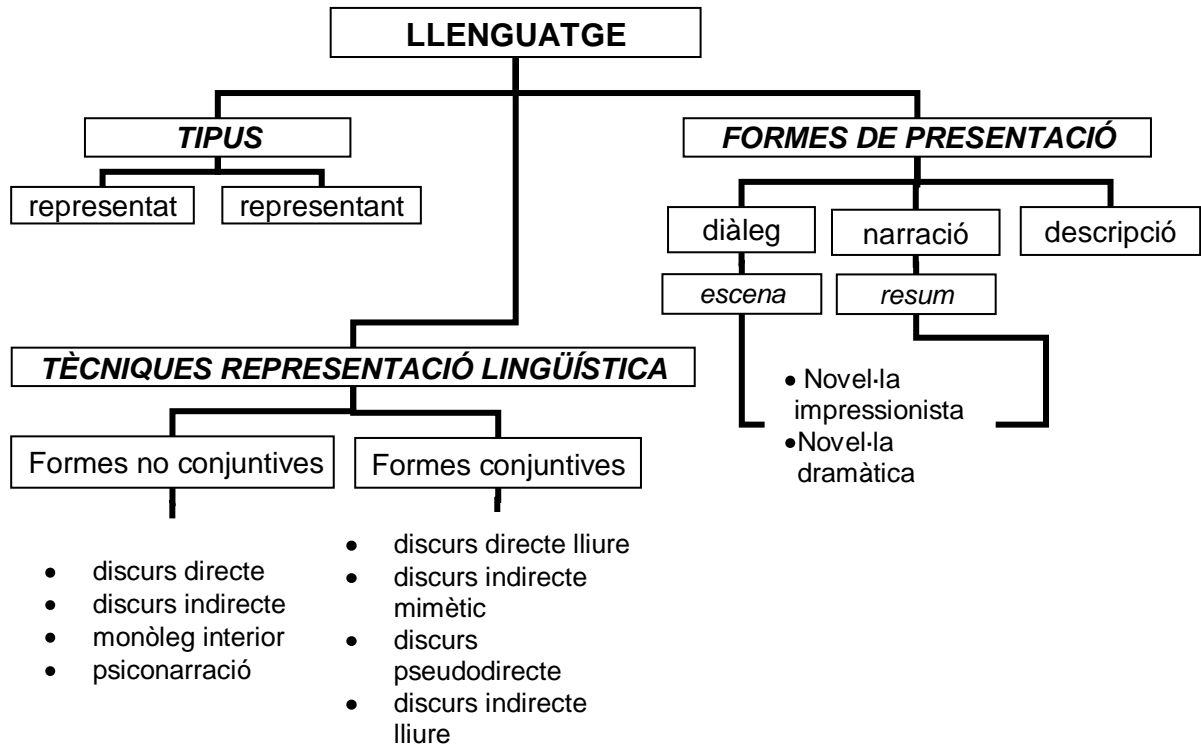 LLENGUATGE
TIPUS
representat
representant
FORMES DE PRESENTACIÓ
diàleg
narració
descripció
escena
resum
• Novel·la
impressionista
•Novel·la
dramàtica
TÈCNIQUES REPRESENTACIÓ LINGÜÍSTICA
Formes no conjuntives
• discurs directe
• discurs indirecte
• monòleg interior
• psiconarració
Formes conjuntives
• discurs directe lliure
• discurs indirecte
mimètic
• discurs
pseudodirecte
• discurs indirecte
lliure